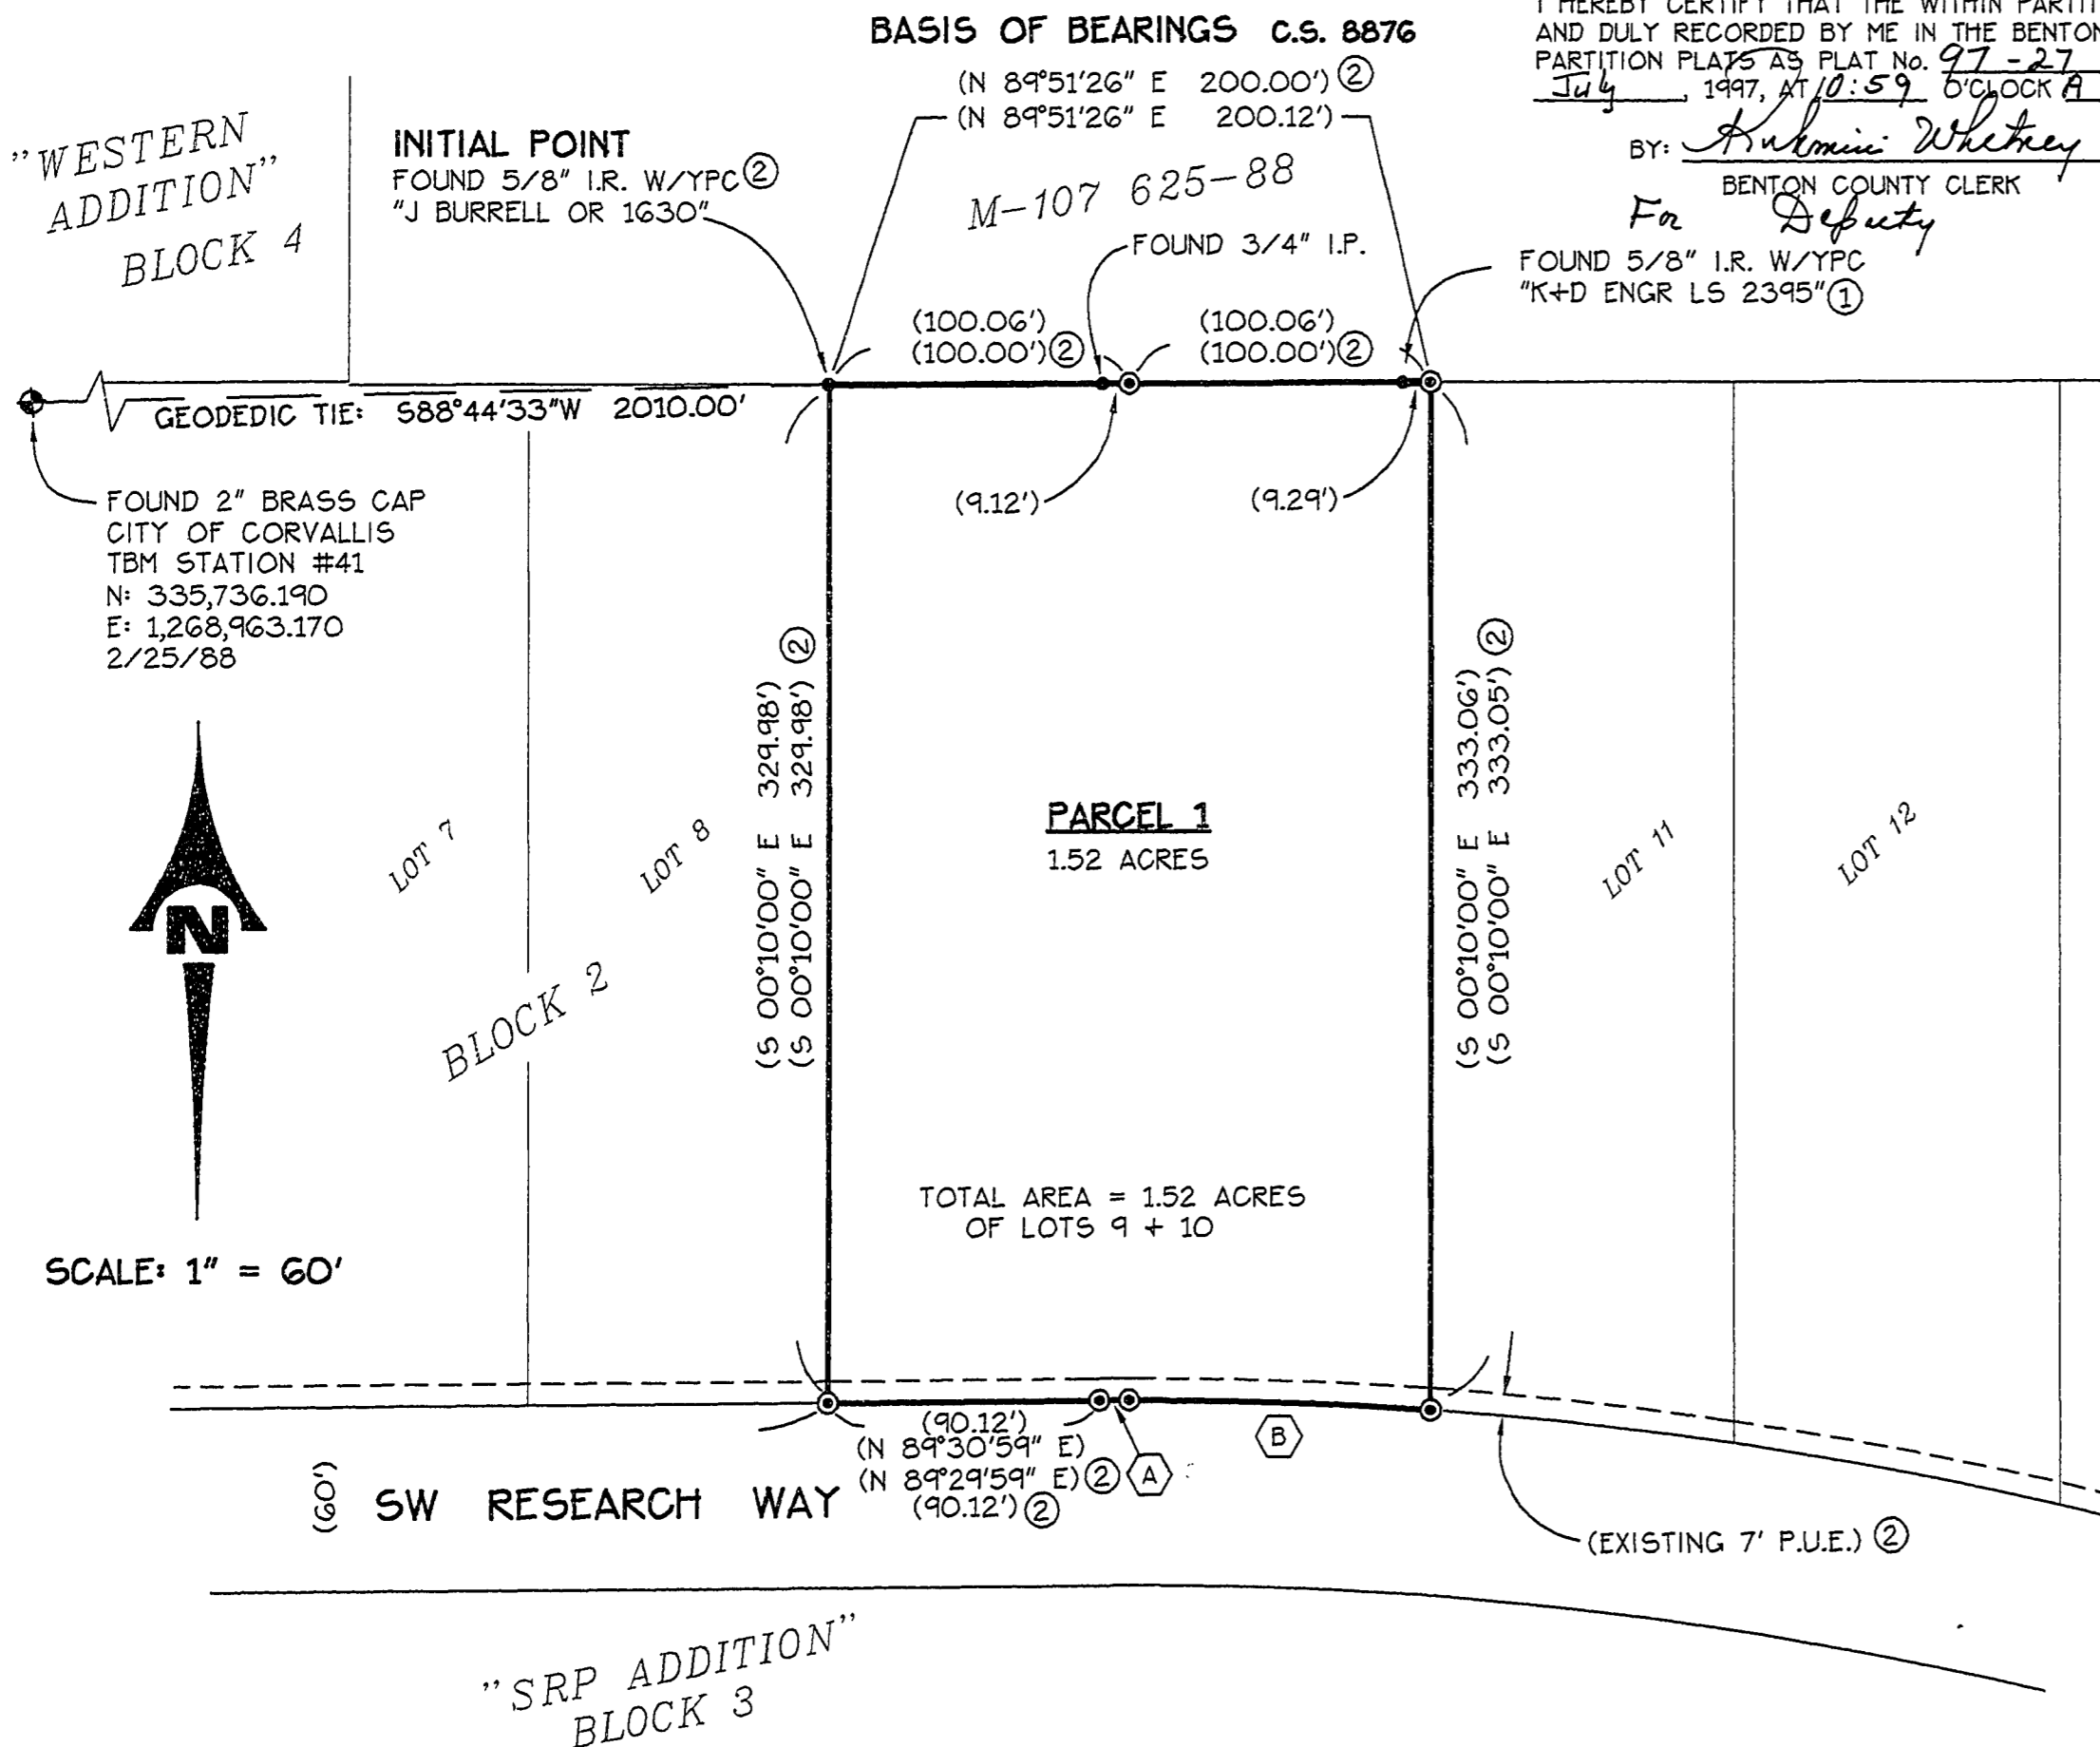 I HEREBY CERTIFY THAT THE WITHIN PARTITI
AND DULY RECORDED BY ME IN THE BENTON
PARTITION PLATS AS PLAT No. 97-27
July, 1997, AT 10:59 O'CLOCK A
BY:
BENTON COUNTY CLERK
For Deputy
BASIS OF BEARINGS C.S. 8876
(N 89°51'26" E 200.00') ②
(N 89°51'26" E 200.12')
"WESTERN
ADDITION"
BLOCK 4
INITIAL POINT
FOUND 5/8" I.R. W/YPC ②
"J BURRELL OR 1630"
M-107 625-88
FOUND 3/4" I.P.
FOUND 5/8" I.R. W/YPC
"K+D ENGR LS 2395" ①
(100.06')
(100.00') ②
(100.06')
(100.00') ②
GEODEDIC TIE: S88°44'33"W 2010.00'
(9.12')
(9.29')
FOUND 2" BRASS CAP
CITY OF CORVALLIS
TBM STATION #41
N: 335,736.190
E: 1,268,963.170
2/25/88
(S 00°10'00" E 329.98')
(S 00°10'00" E 329.98') ②
(S 00°10'00" E 333.06')
(S 00°10'00" E 333.05') ②
PARCEL 1
1.52 ACRES
LOT 7
LOT 8
LOT 11
LOT 12
N
BLOCK 2
TOTAL AREA = 1.52 ACRES
OF LOTS 9 + 10
SCALE: 1" = 60'
(90.12')
(N 89°30'59" E)
(N 89°29'59" E) ②
(90.12') ②
A
B
(60')
SW RESEARCH WAY
(EXISTING 7' P.U.E.) ②
"SRP ADDITION"
BLOCK 3